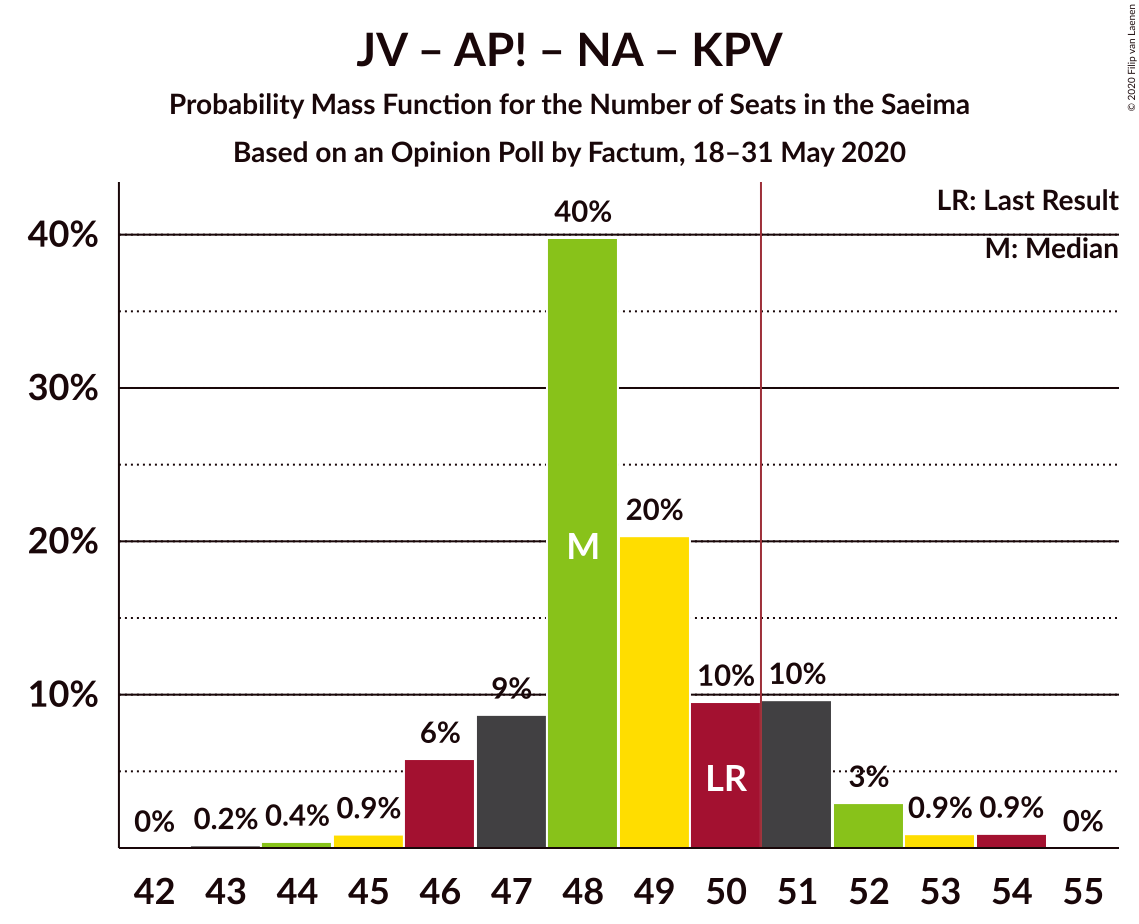 JV – AP! – NA – KPV
Probability Mass Function for the Number of Seats in the Saeima
Based on an Opinion Poll by Factum, 18–31 May 2020
© 2020 Filip van Laenen
LR: Last Result
M: Median
40%
30%
20%
10%
0% 0.2% 0.4% 0.9% 6% 9% 40% 20% 10% 10% 3% 0.9% 0.9% 0%
M
LR
42 43 44 45 46 47 48 49 50 51 52 53 54 55